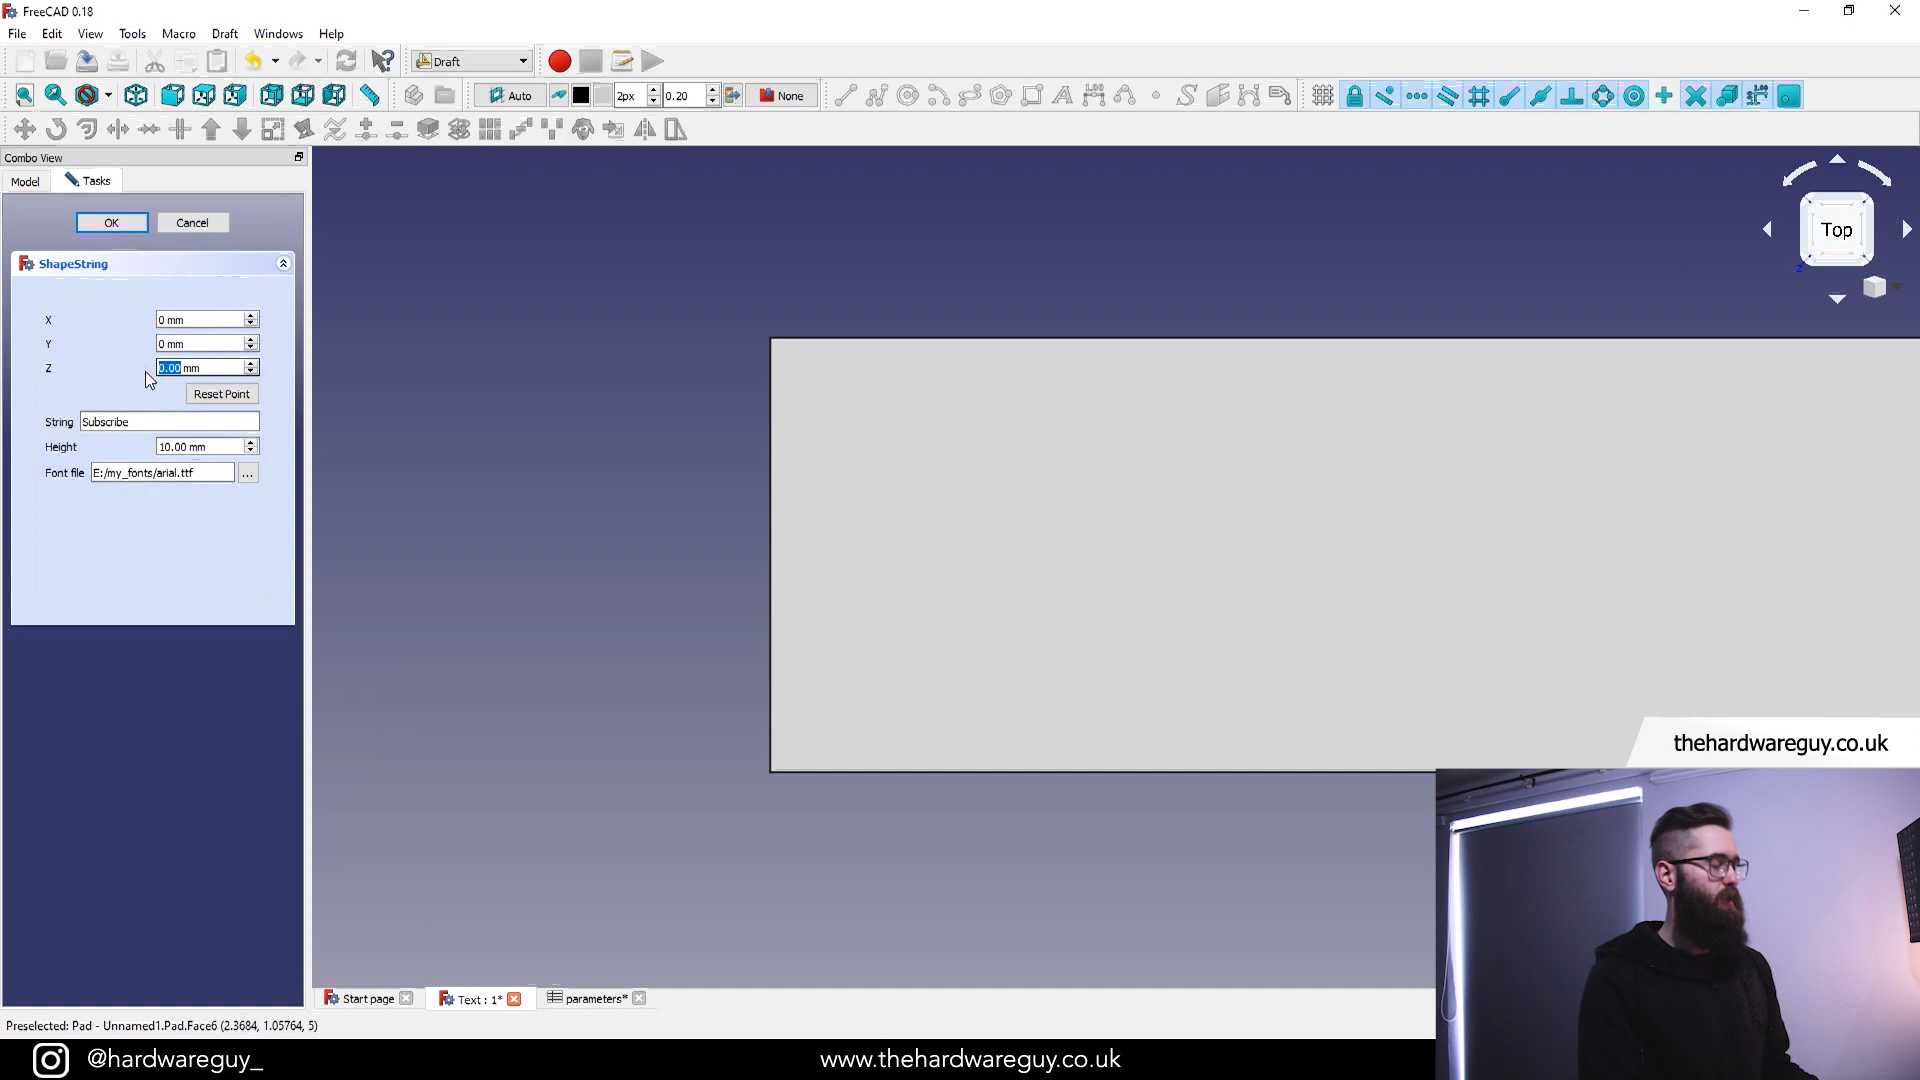 FreeCAD 0.18
File Edit View Tools Macro Draft Windows Help
Draft
Auto 2px 0.20 None
Combo View
Model Tasks
OK Cancel
ShapeString
X 0 mm
Y 0 mm
Z 0.00 mm
Reset Point
String Subscribe
Height 10.00 mm
Font file E:/my_fonts/arial.ttf ...
Top
Z
thehardwareguy.co.uk
Start page Text : 1* parameters*
Preselected: Pad - Unnamed1.Pad.Face6 (2.3684, 1.05764, 5)
@hardwareguy_ www.thehardwareguy.co.uk